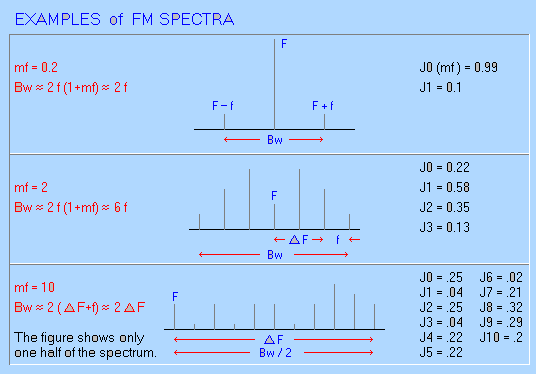 EXAMPLES of FM SPECTRA
mf = 0.2
Bw ≈ 2 f (1+mf) ≈ 2 f
F
F – f
F + f
Bw
J0 (mf) = 0.99
J1 = 0.1
mf = 2
Bw ≈ 2 f (1+mf) ≈ 6 f
F
Δ F
f
Bw
J0 = 0.22
J1 = 0.58
J2 = 0.35
J3 = 0.13
mf = 10
Bw ≈ 2 ( Δ F+f) ≈ 2 Δ F
The figure shows only
one half of the spectrum.
F
Δ F
Bw / 2
J0 = .25 J6 = .02
J1 = .04 J7 = .21
J2 = .25 J8 = .32
J3 = .04 J9 = .29
J4 = .22 J10 = .2
J5 = .22